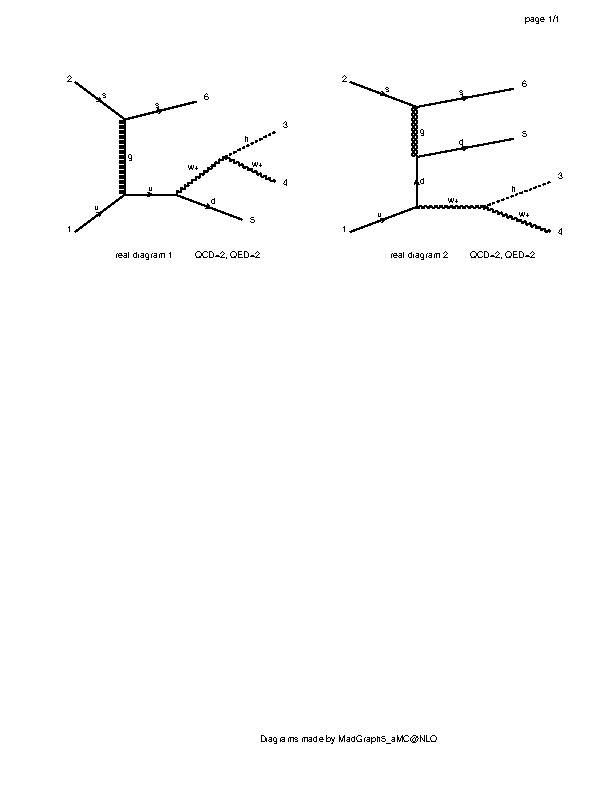 page 1/1
2
s
s
6
g
h
3
w+
w+
4
u
d
5
u
1
real diagram 1 QCD=2, QED=2
2
s
s
6
g
d
5
d
h
3
w+
w+
4
u
1
real diagram 2 QCD=2, QED=2
Diagrams made by MadGraph5_aMC@NLO